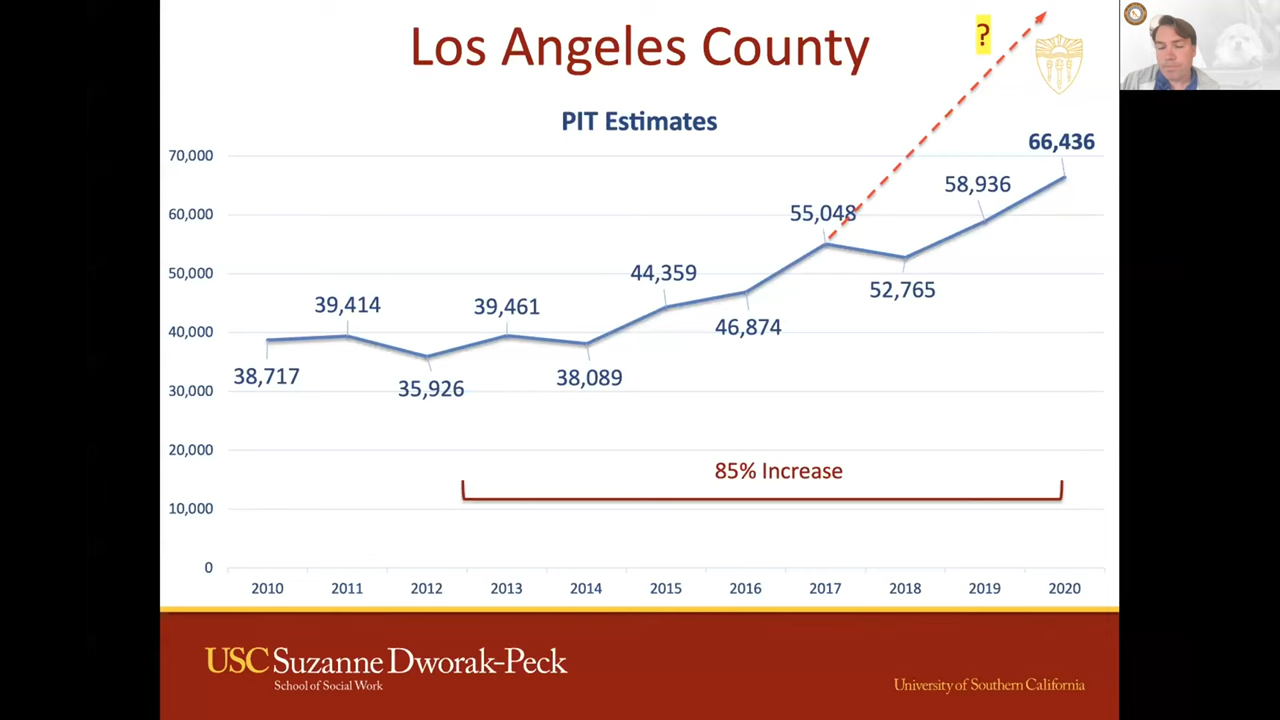 Los Angeles County
?
PIT Estimates
70,000
60,000
50,000
40,000
30,000
20,000
10,000
0
38,717
39,414
35,926
39,461
38,089
44,359
46,874
55,048
52,765
58,936
66,436
85% Increase
2010 2011 2012 2013 2014 2015 2016 2017 2018 2019 2020
USC Suzanne Dworak-Peck
School of Social Work
University of Southern California